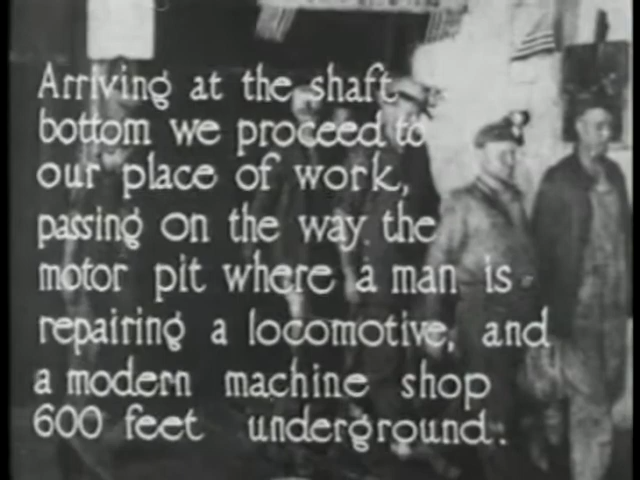 Arriving at the shaft
bottom we proceed to
our place of work,
passing on the way the
motor pit where a man is
repairing a locomotive, and
a modern machine shop
600 feet underground.